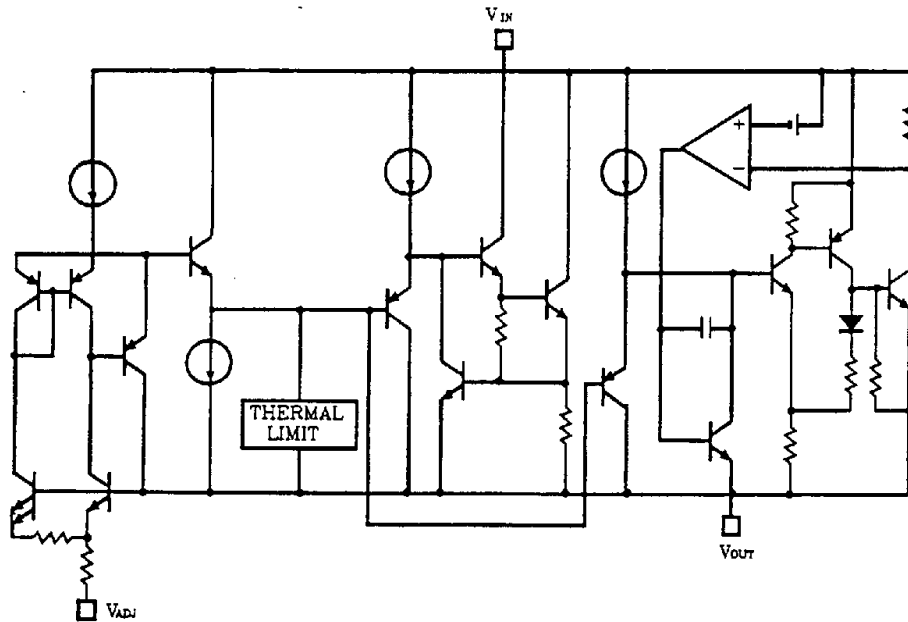 VIN
+
−
THERMAL
LIMIT
VOUT
VADJ